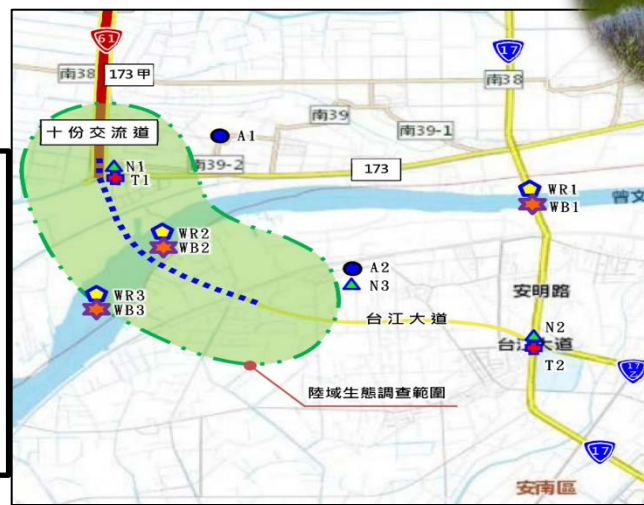 61
17
南38
173甲
南38
南39
南39-1
A1
十份交流道
南39-2
173
N1
T1
WR1
WB1
曾文
WR2
WB2
A2
N3
安明路
WR3
WB3
台江大道
N2
台江大道
T2
17乙
陸域生態調查範圍
17
安南區